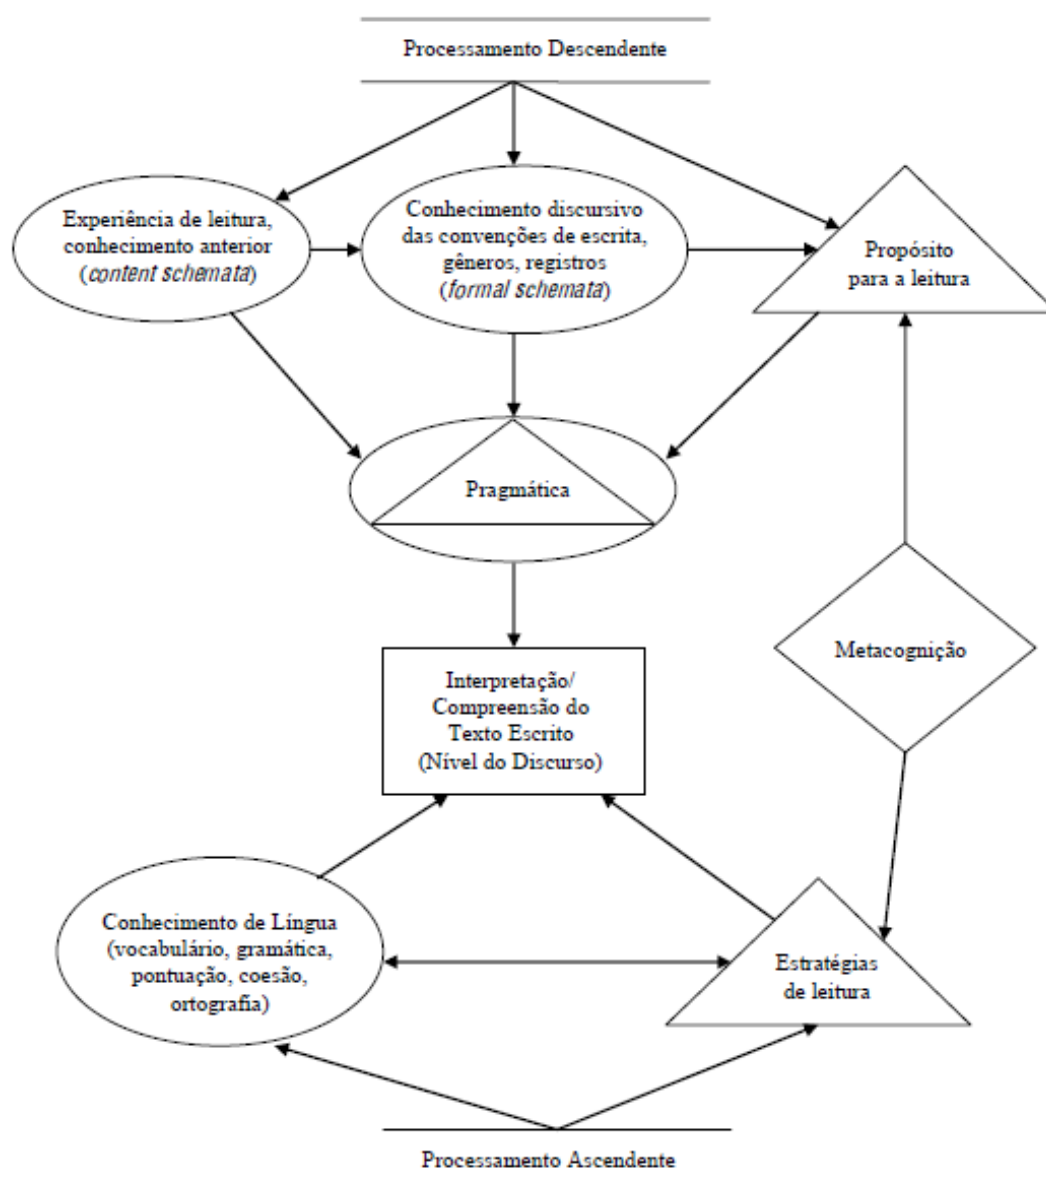 Processamento Descendente
Experiência de leitura,
conhecimento anterior
(content schemata)
Conhecimento discursivo
das convenções de escrita,
gêneros, registros
(formal schemata)
Propósito
para a leitura
Pragmática
Metacognição
Interpretação/
Compreensão do
Texto Escrito
(Nível do Discurso)
Conhecimento de Língua
(vocabulário, gramática,
pontuação, coesão,
ortografia)
Estratégias
de leitura
Processamento Ascendente